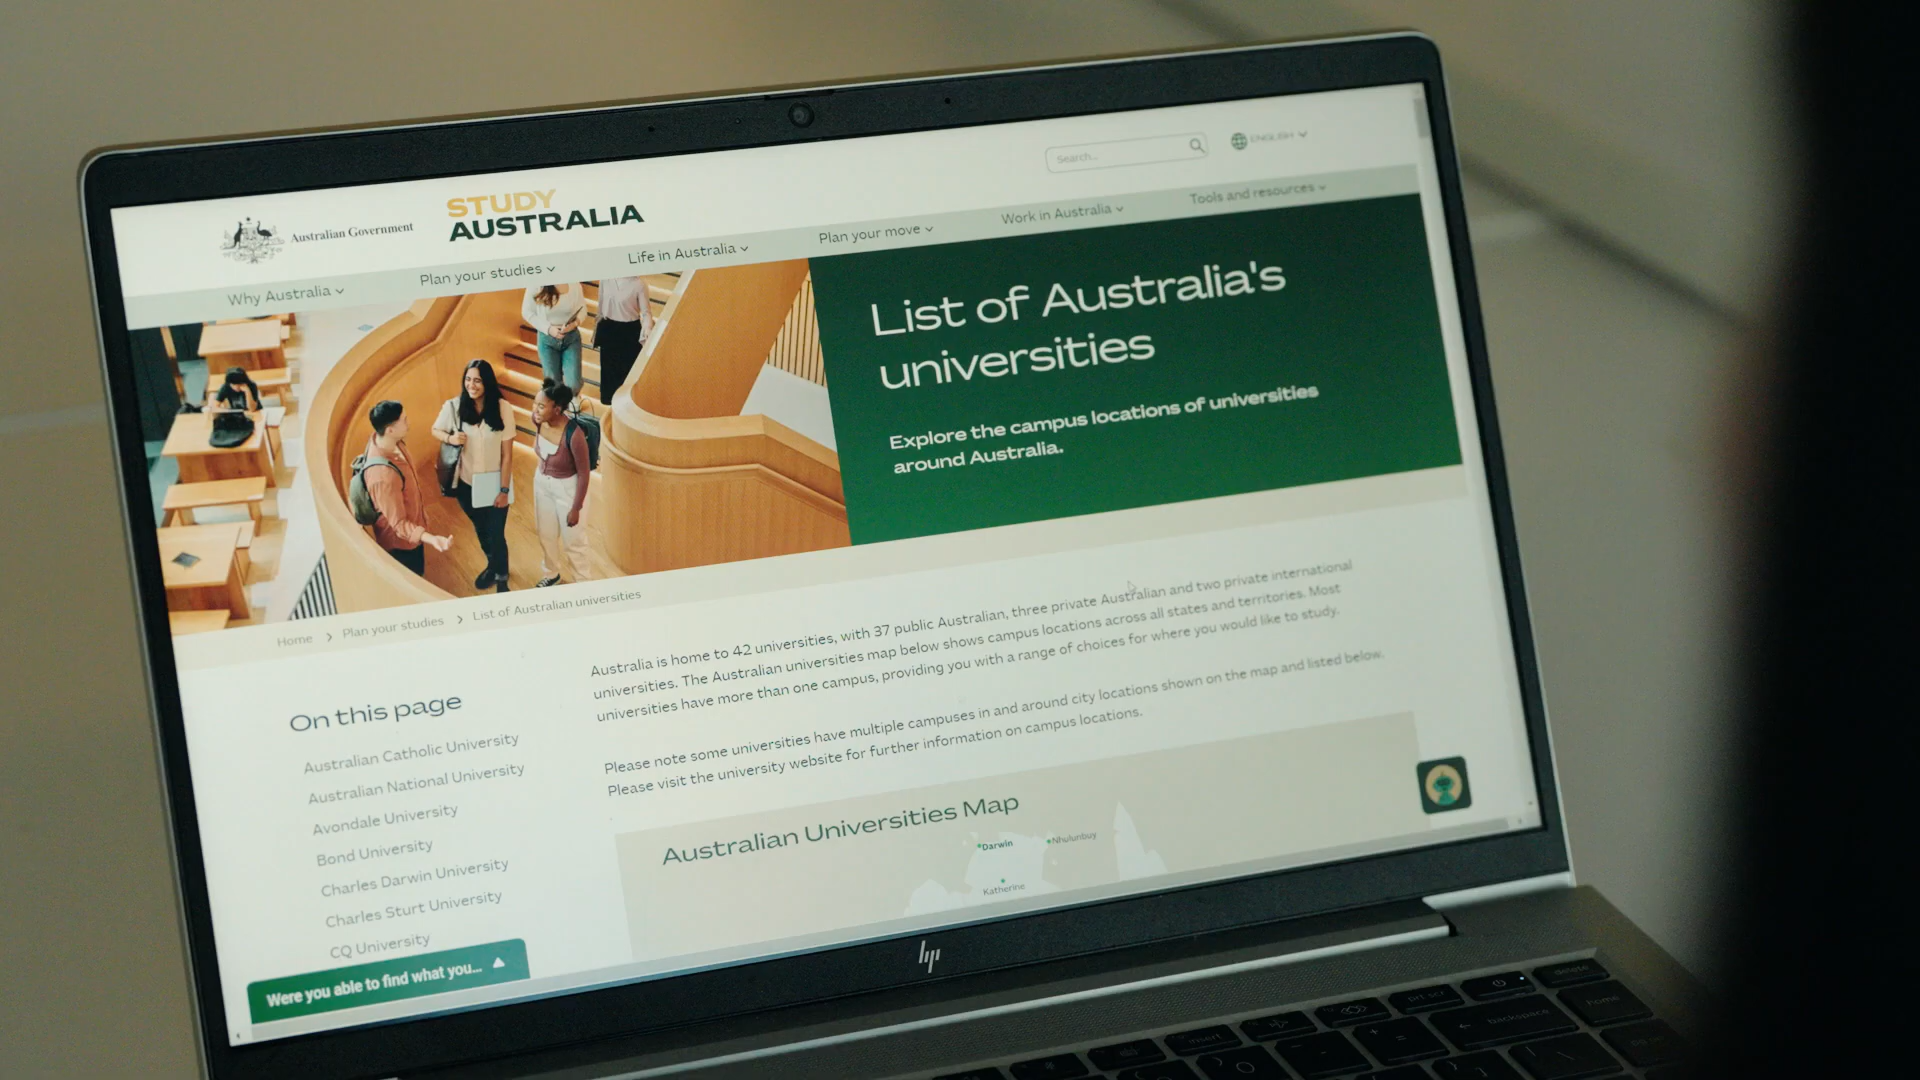 Search...
ENGLISH
Australian Government
STUDY
AUSTRALIA
Why Australia
Plan your studies
Life in Australia
Plan your move
Work in Australia
Tools and resources
List of Australia's
universities
Explore the campus locations of universities
around Australia.
Home > Plan your studies > List of Australian universities
Australia is home to 42 universities, with 37 public Australian, three private Australian and two private international
universities. The Australian universities map below shows campus locations across all states and territories. Most
universities have more than one campus, providing you with a range of choices for where you would like to study.
Please note some universities have multiple campuses in and around city locations shown on the map and listed below.
Please visit the university website for further information on campus locations.
On this page
Australian Catholic University
Australian National University
Avondale University
Bond University
Charles Darwin University
Charles Sturt University
CQ University
Were you able to find what you...
Australian Universities Map
Darwin
Nhulunbuy
Katherine
hp
delete
prt scr
insert
home
backspace